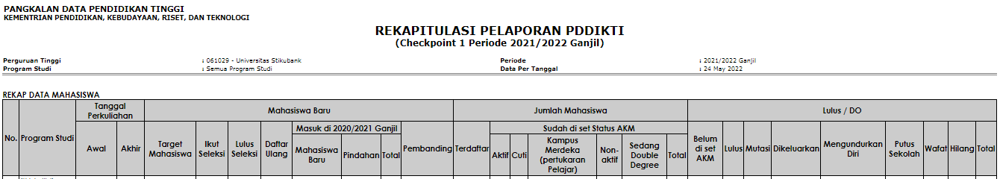 PANGKALAN DATA PENDIDIKAN TINGGI
KEMENTRIAN PENDIDIKAN, KEBUDAYAAN, RISET, DAN TEKNOLOGI
REKAPITULASI PELAPORAN PDDIKTI
(Checkpoint 1 Periode 2021/2022 Ganjil)
Perguruan Tinggi : 061029 - Universitas Stikubank Periode : 2021/2022 Ganjil
Program Studi : Semua Program Studi Data Per Tanggal : 24 May 2022
REKAP DATA MAHASISWA
No. Program Studi
Tanggal
Perkuliahan
Awal Akhir
Mahasiswa Baru
Target
Mahasiswa
Ikut
Seleksi
Lulus
Seleksi
Daftar
Ulang
Masuk di 2020/2021 Ganjil
Mahasiswa
Baru
Pindahan Total
Pembanding
Jumlah Mahasiswa
Terdaftar
Sudah di set Status AKM
Aktif Cuti
Kampus
Merdeka
(pertukaran
Pelajar)
Non-
aktif
Sedang
Double
Degree
Total
Lulus / DO
Belum
di set
AKM
Lulus Mutasi Dikeluarkan
Mengundurkan
Diri
Putus
Sekolah
Wafat Hilang Total